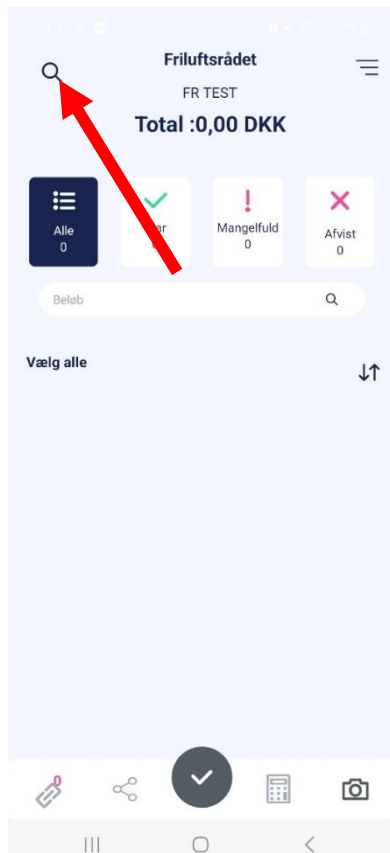 Friluftsrådet
FR TEST
Total :0,00 DKK
Alle
0
Mangelfuld
0
Afvist
0
Beløb
Vælg alle
0